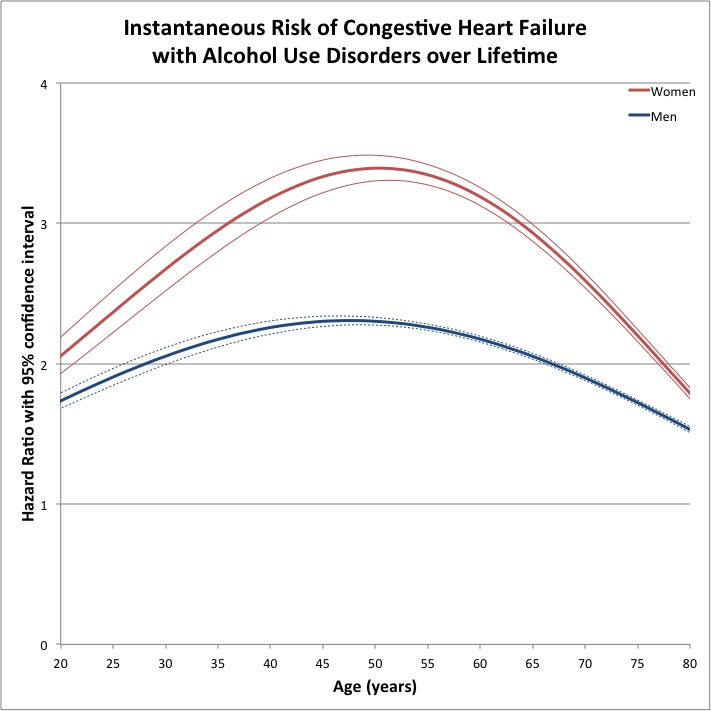 Instantaneous Risk of Congestive Heart Failure
with Alcohol Use Disorders over Lifetime
4
Women
Men
3
2
1
0
Hazard Ratio with 95% confidence interval
20 25 30 35 40 45 50 55 60 65 70 75 80
Age (years)